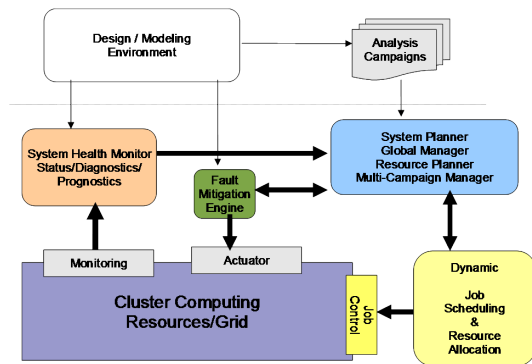 Design / Modeling
Environment
Analysis
Campaigns
System Health Monitor
Status/Diagnostics/
Prognostics
Fault
Mitigation
Engine
System Planner
Global Manager
Resource Planner
Multi-Campaign Manager
Monitoring
Actuator
Cluster Computing
Resources/Grid
Job
Control
Dynamic
Job
Scheduling
&
Resource
Allocation